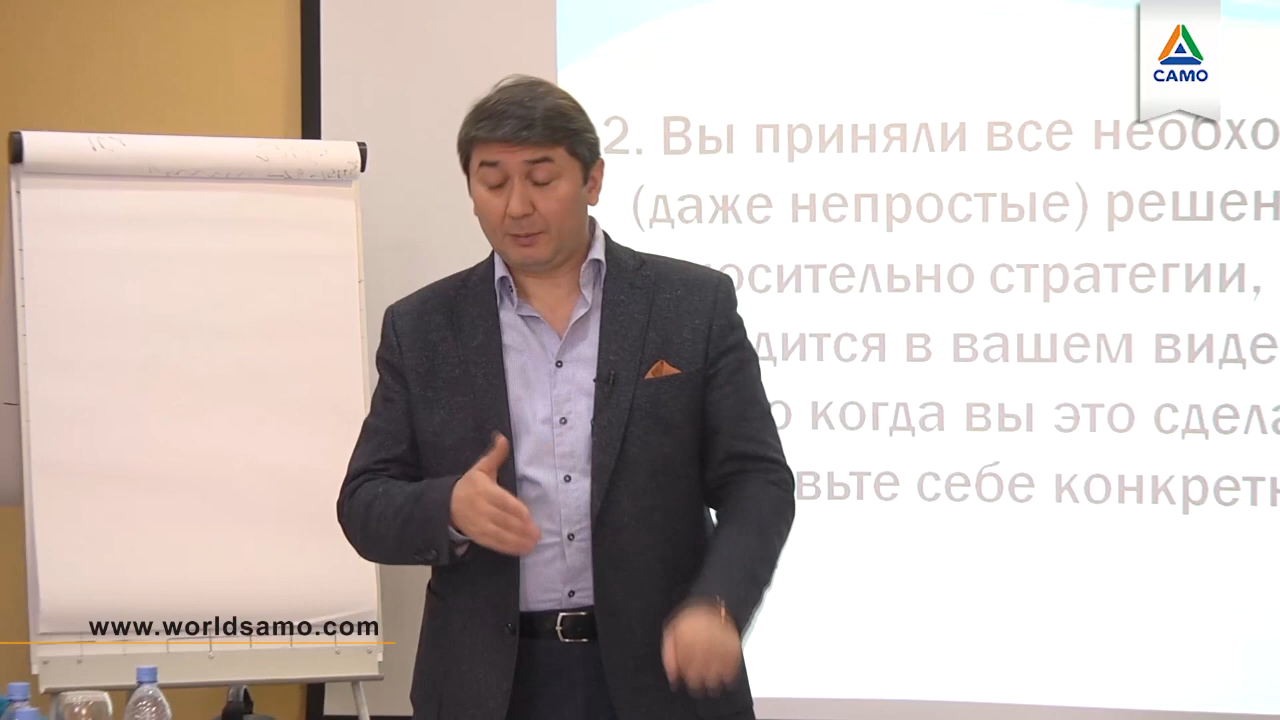 САМО
2. Вы приняли все необхо
(даже непростые) решен
осительно стратегии,
дится в вашем виде
о когда вы это сдела
вьте себе конкретн
www.worldsamo.com